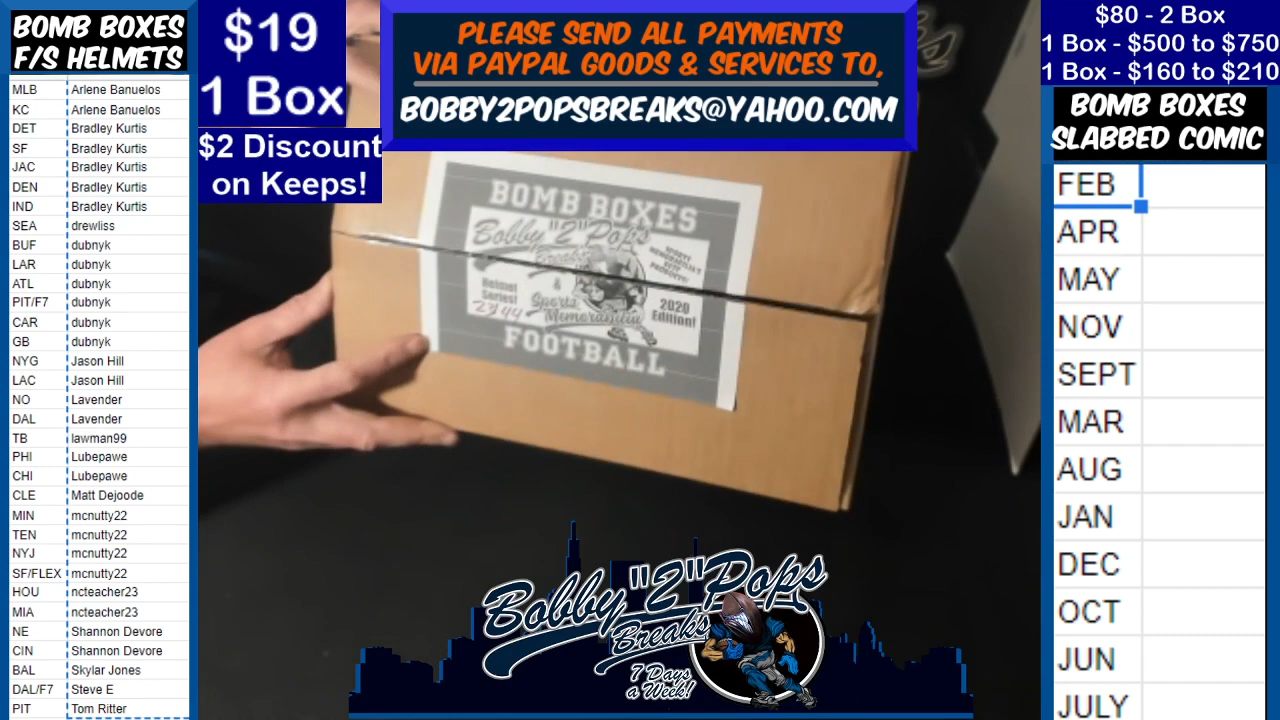 BOMB BOXES
F/S HELMETS
MLB Arlene Banuelos
KC Arlene Banuelos
DET Bradley Kurtis
SF Bradley Kurtis
JAC Bradley Kurtis
DEN Bradley Kurtis
IND Bradley Kurtis
SEA drewliss
BUF dubnyk
LAR dubnyk
ATL dubnyk
PIT/F7 dubnyk
CAR dubnyk
GB dubnyk
NYG Jason Hill
LAC Jason Hill
NO Lavender
DAL Lavender
TB lawman99
PHI Lubepawe
CHI Lubepawe
CLE Matt Dejoode
MIN mcnutty22
TEN mcnutty22
NYJ mcnutty22
SF/FLEX mcnutty22
HOU ncteacher23
MIA ncteacher23
NE Shannon Devore
CIN Shannon Devore
BAL Skylar Jones
DAL/F7 Steve E
PIT Tom Ritter
$19
1 Box
$2 Discount
on Keeps!
PLEASE SEND ALL PAYMENTS
VIA PAYPAL GOODS & SERVICES TO,
BOBBY2POPSBREAKS@YAHOO.COM
BOMB BOXES
Bobby "2" Pops
Breaks
&
Sports
Memorabilia
Helmet
Series!
23/44
2020
Edition!
FOOTBALL
Bobby "2" Pops
Breaks
7 Days
a Week!
$80 - 2 Box
1 Box - $500 to $750
1 Box - $160 to $210
BOMB BOXES
SLABBED COMIC
FEB
APR
MAY
NOV
SEPT
MAR
AUG
JAN
DEC
OCT
JUN
JULY